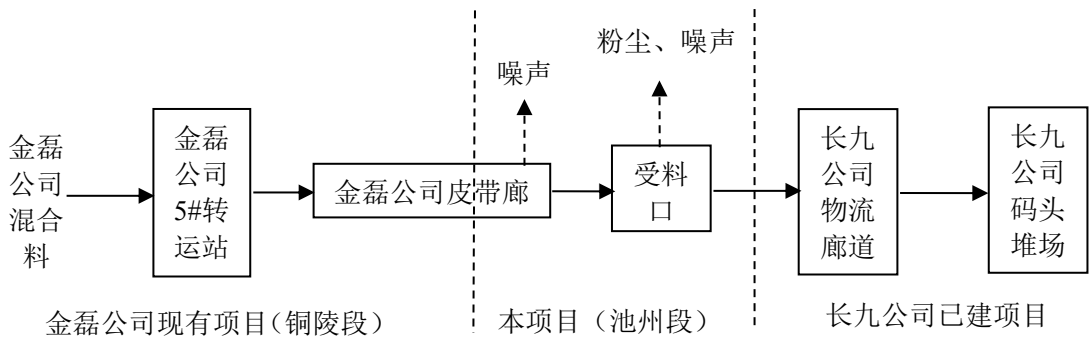 粉尘、噪声
噪声
金磊
公司
混合
料
金磊
公司
5#转
运站
金磊公司皮带廊
受料
口
长九
公司
物流
廊道
长九
公司
码头
堆场
金磊公司现有项目(铜陵段)
本项目（池州段）
长九公司已建项目